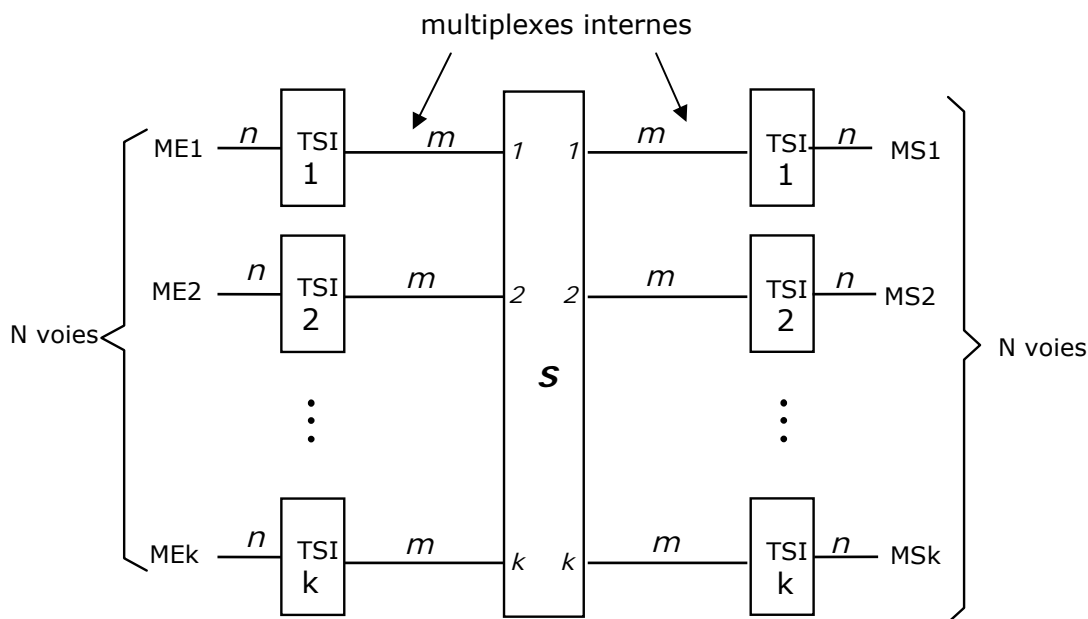 multiplexes internes
ME1 n TSI 1 m 1 1 m TSI 1 n MS1
ME2 n TSI 2 m 2 2 m TSI 2 n MS2
N voies N voies
S
MEk n TSI k m k k m TSI k n MSk